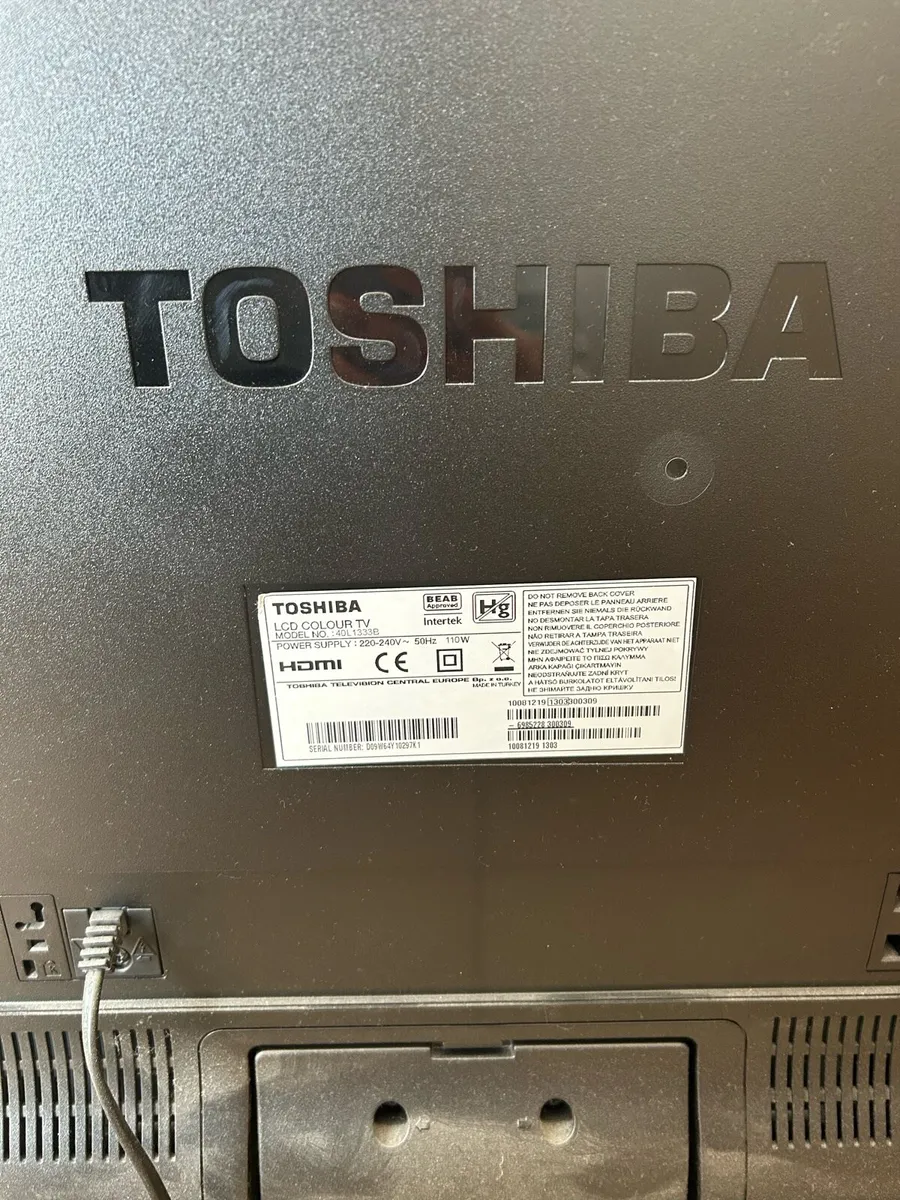 TOSHIBA
TOSHIBA
LCD COLOUR TV
MODEL NO. : 40L1333B
POWER SUPPLY : 220-240V~ 50Hz 110W
BEAB
Approved
Intertek
Hg
HDMI
CE
TOSHIBA TELEVISION CENTRAL EUROPE Sp. z o.o.
MADE IN TURKEY
SERIAL NUMBER: D09W64Y10297K1
DO NOT REMOVE BACK COVER
NE PAS DEPOSER LE PANNEAU ARRIERE
ENTFERNEN SIE NIEMALS DIE RÜCKWAND
NO DESMONTAR LA TAPA TRASERA
NON RIMUOVERE IL COPERCHIO POSTERIORE
NÃO RETIRAR A TAMPA TRASEIRA
VERWIJDER DE ACHTERZIJDE VAN HET APPARAAT NIET
NIE ZDEJMOWAĆ TYLNEJ POKRYWY
ΜΗΝ ΑΦΑΙΡΕΙΤΕ ΤΟ ΠΙΣΩ ΚΑΛΥΜΜΑ
ARKA KAPAĞI ÇIKARTMAYIN
NEODSTRAŇUJTE ZADNÍ KRYT
A HÁTSÓ BURKOLATOT ELTÁVOLÍTANI TILOS!
НЕ ЗНИМАЙТЕ ЗАДНЮ КРИШКУ
10081219 1303 300309
- 6985228 300309
10081219 1303